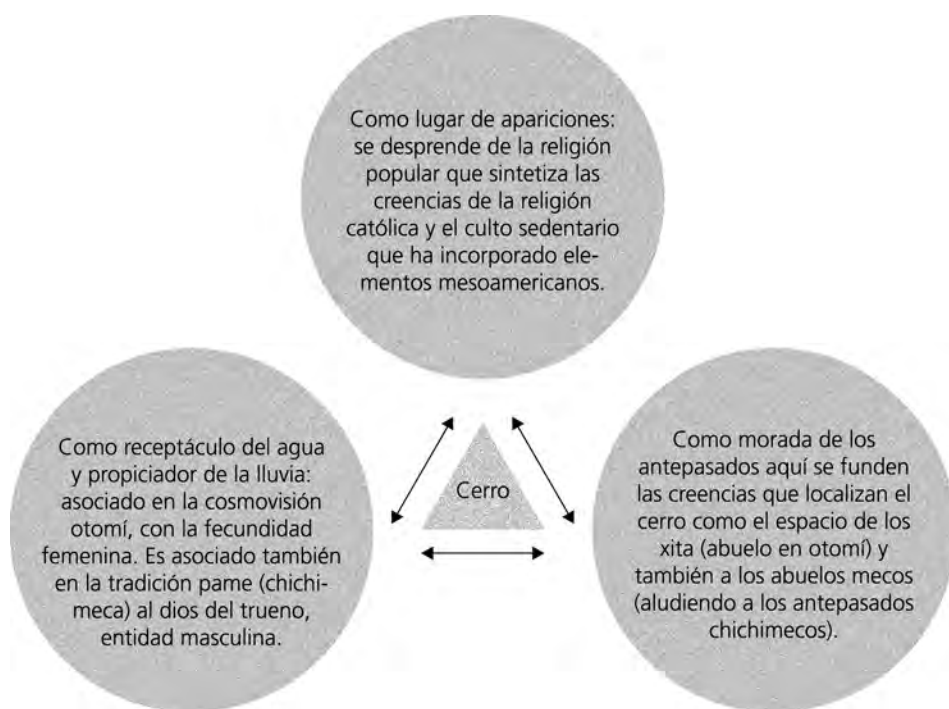 Como lugar de apariciones:
se desprende de la religión
popular que sintetiza las
creencias de la religión
católica y el culto sedentario
que ha incorporado ele-
mentos mesoamericanos.
Como receptáculo del agua
y propiciador de la lluvia:
asociado en la cosmovisión
otomí, con la fecundidad
femenina. Es asociado también
en la tradición pame (chichi-
meca) al dios del trueno,
entidad masculina.
Cerro
Como morada de los
antepasados aquí se funden
las creencias que localizan el
cerro como el espacio de los
xita (abuelo en otomí) y
también a los abuelos mecos
(aludiendo a los antepasados
chichimecos).